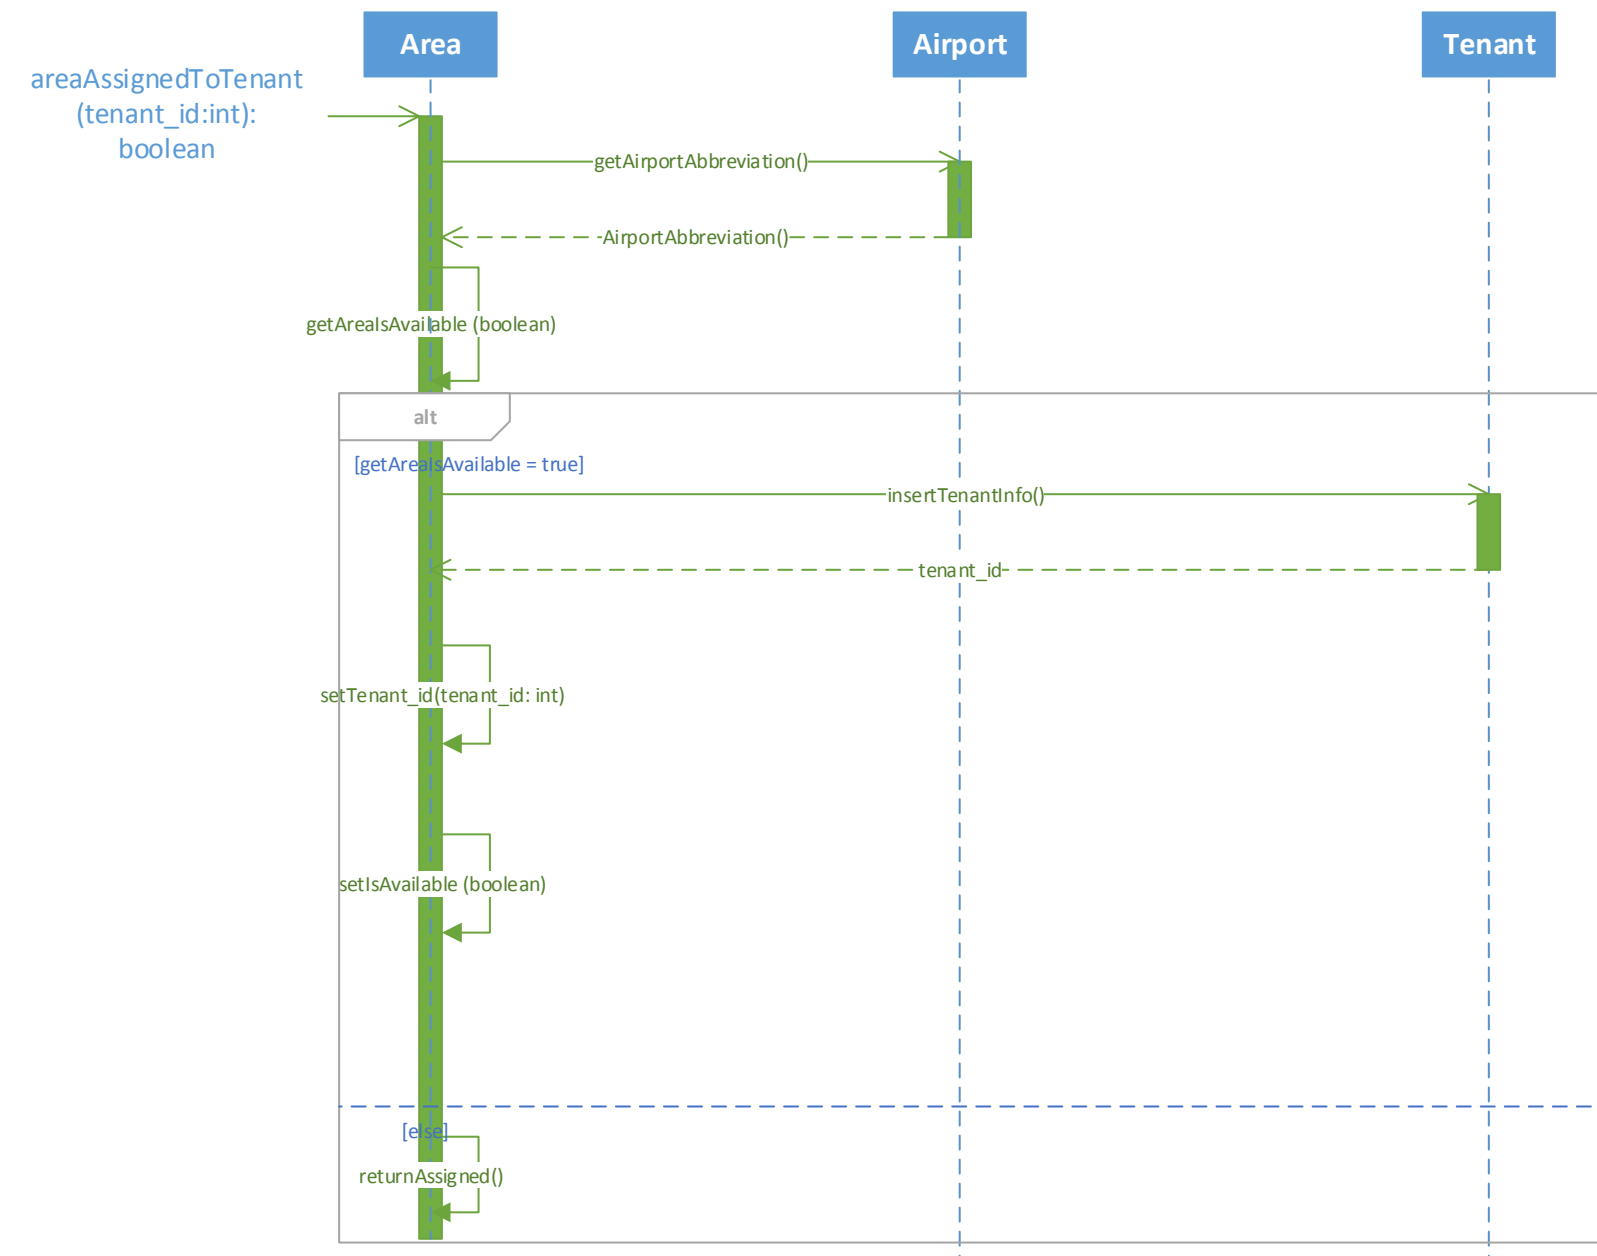 Area
Airport
Tenant
areaAssignedToTenant
(tenant_id:int):
boolean
getAirportAbbreviation()
AirportAbbreviation()
getAreaIsAvailable (boolean)
alt
[getAreaIsAvailable = true]
insertTenantInfo()
tenant_id
setTenant_id(tenant_id: int)
setIsAvailable (boolean)
[else]
returnAssigned()